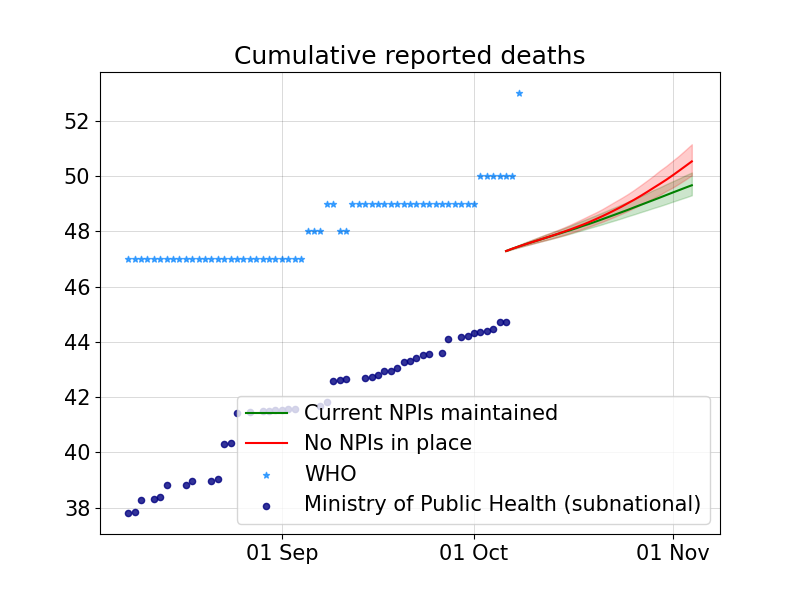 Cumulative reported deaths
52
50
48
46
44
42
40
38
Current NPIs maintained
No NPIs in place
WHO
Ministry of Public Health (subnational)
01 Sep
01 Oct
01 Nov